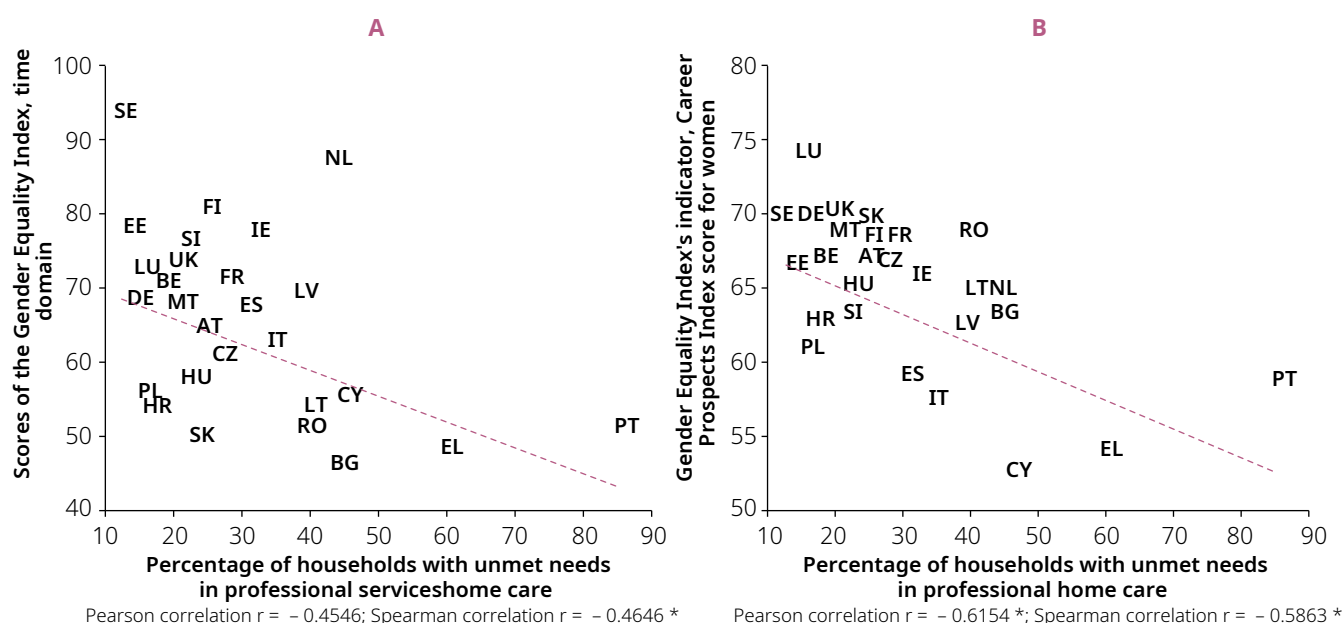 A
Scores of the Gender Equality Index, time
domain
100
90
80
70
60
50
40
SE
NL
FI
EE
IE
SI
UK
LU
BE
FR
DE
MT
ES
LV
AT
IT
CZ
HU
PL
HR
CY
LT
RO
SK
PT
EL
BG
10 20 30 40 50 60 70 80 90
Percentage of households with unmet needs
in professional serviceshome care
Pearson correlation r = – 0.4546; Spearman correlation r = – 0.4646 *
B
Gender Equality Index's indicator, Career
Prospects Index score for women
80
75
70
65
60
55
50
LU
SE DE UK SK
MT FI FR
RO
EE BE AT CZ
IE
HU
LT NL
SI
BG
HR
LV
PL
ES
PT
IT
EL
CY
10 20 30 40 50 60 70 80 90
Percentage of households with unmet needs
in professional home care
Pearson correlation r = – 0.6154 *; Spearman correlation r = – 0.5863 *